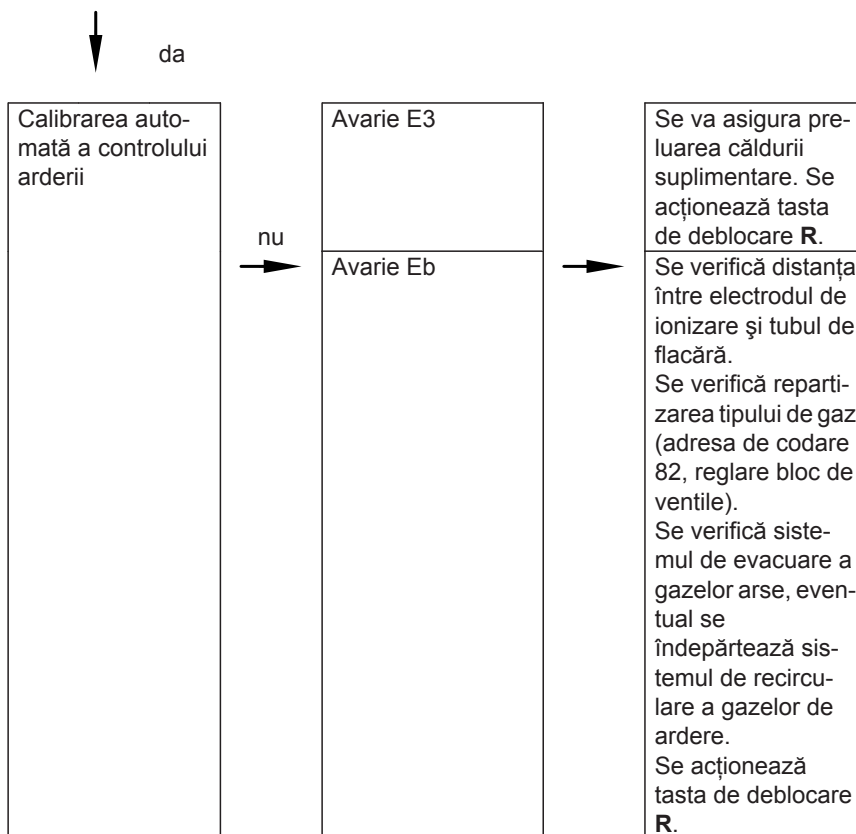 da
Calibrarea auto-
mată a controlului
arderii
nu
Avarie E3
Se va asigura pre-
luarea căldurii
suplimentare. Se
acţionează tasta
de deblocare R.
Avarie Eb
Se verifică distanţa
între electrodul de
ionizare şi tubul de
flacără.
Se verifică reparti-
zarea tipului de gaz
(adresa de codare
82, reglare bloc de
ventile).
Se verifică siste-
mul de evacuare a
gazelor arse, even-
tual se
îndepărtează sis-
temul de recircu-
lare a gazelor de
ardere.
Se acţionează
tasta de deblocare
R.